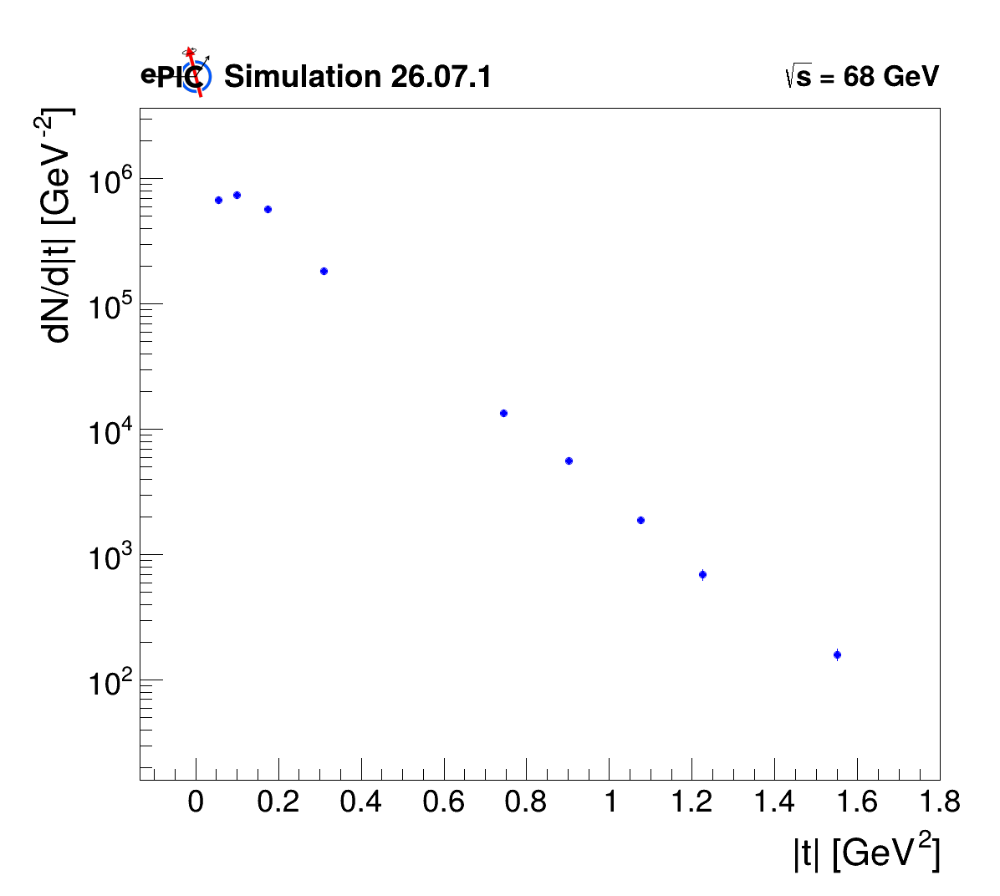 ePIC Simulation 26.07.1 √s = 68 GeV
dN/d|t| [GeV⁻²]
10⁶
10⁵
10⁴
10³
10²
0 0.2 0.4 0.6 0.8 1 1.2 1.4 1.6 1.8
|t| [GeV²]